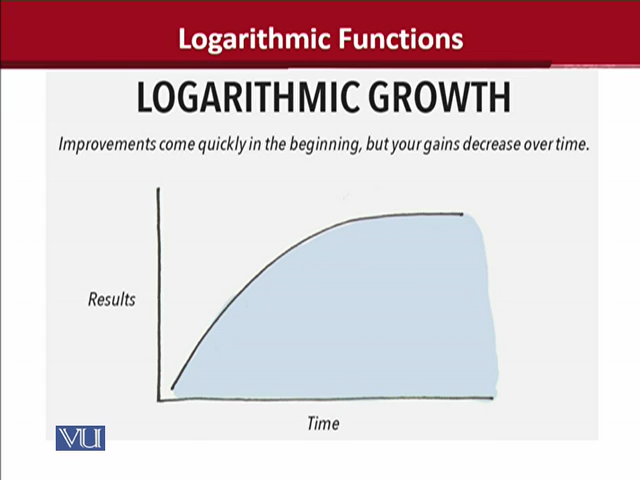 Logarithmic Functions
LOGARITHMIC GROWTH
Improvements come quickly in the beginning, but your gains decrease over time.
Results
Time
VU